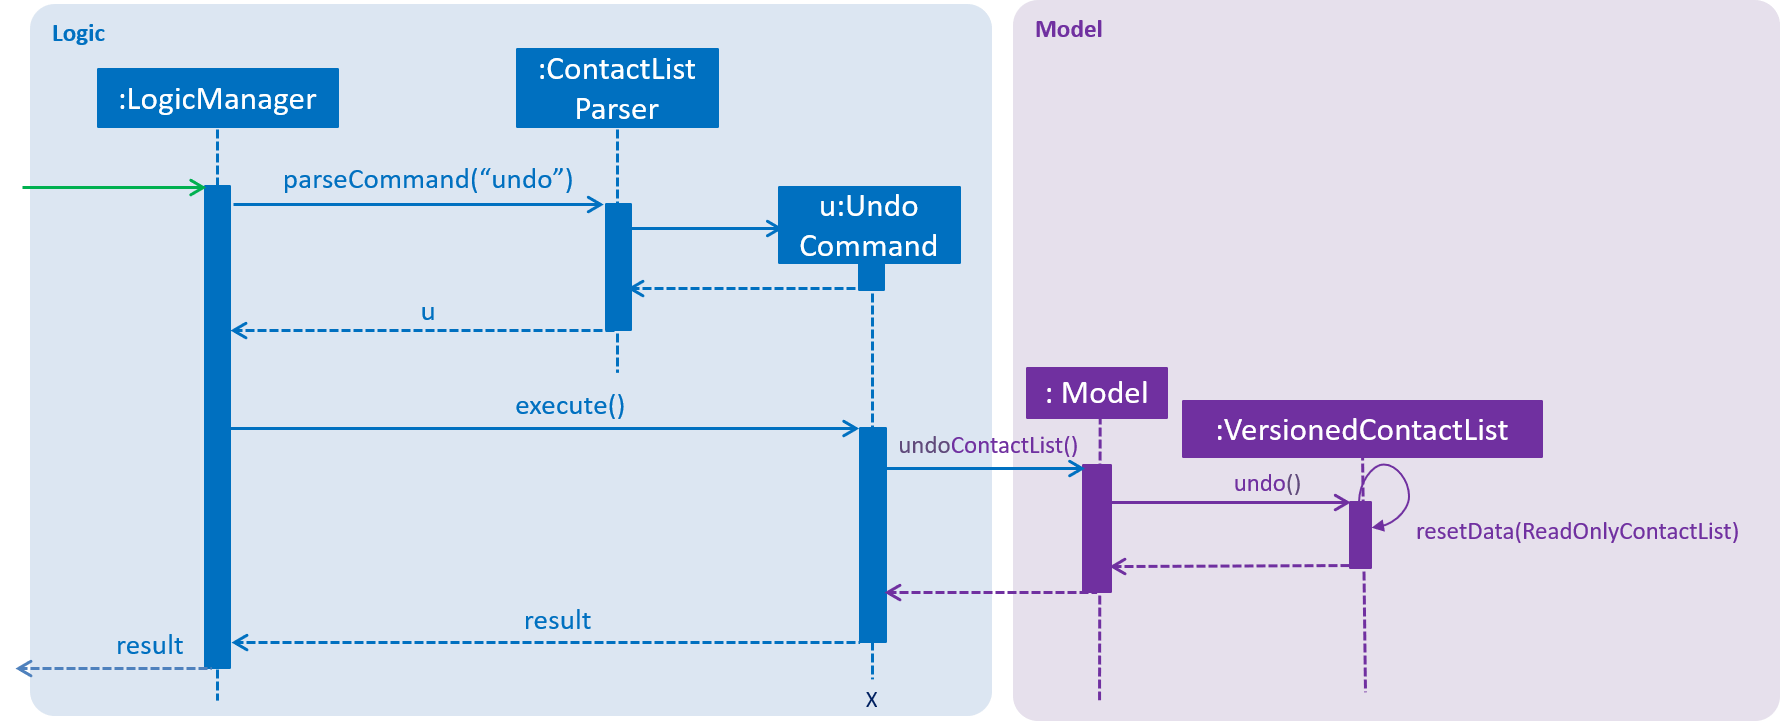 Logic
Model
:ContactList
Parser
:LogicManager
parseCommand(“undo”)
u:Undo
Command
u
: Model
execute()
:VersionedContactList
undoContactList()
undo()
resetData(ReadOnlyContactList)
result
result
X